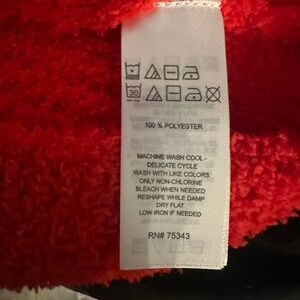 30
100 % POLYESTER
MACHINE WASH COOL -
DELICATE CYCLE
WASH WITH LIKE COLORS
ONLY NON-CHLORINE
BLEACH WHEN NEEDED
RESHAPE WHILE DAMP
DRY FLAT
LOW IRON IF NEEDED
RN# 75343